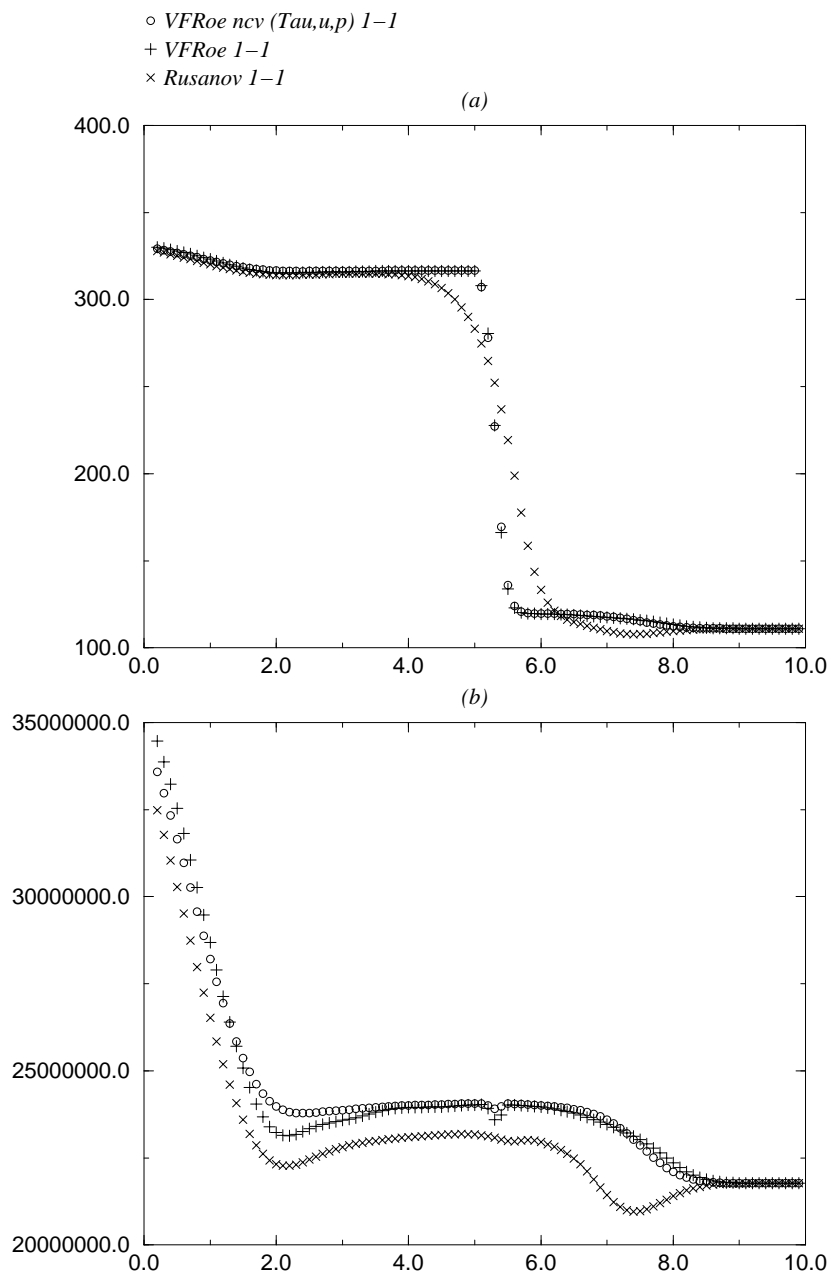 VFRoe ncv (Tau,u,p) 1−1
VFRoe 1−1
Rusanov 1−1
(a)
400.0
300.0
200.0
100.0
0.0 2.0 4.0 6.0 8.0 10.0
(b)
35000000.0
30000000.0
25000000.0
20000000.0
0.0 2.0 4.0 6.0 8.0 10.0